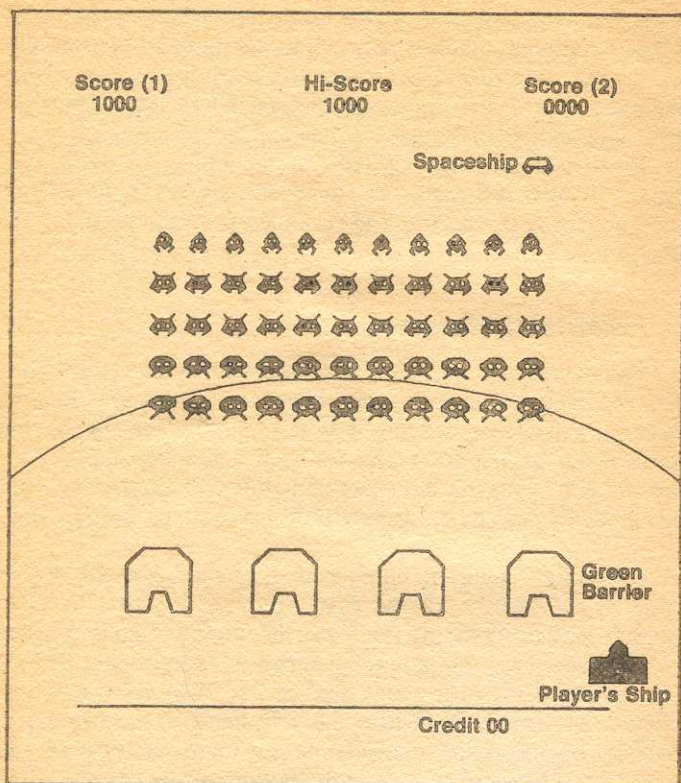 Score (1) Hi-Score Score (2)
1000 1000 0000
Spaceship
Green
Barrier
Player's Ship
Credit 00